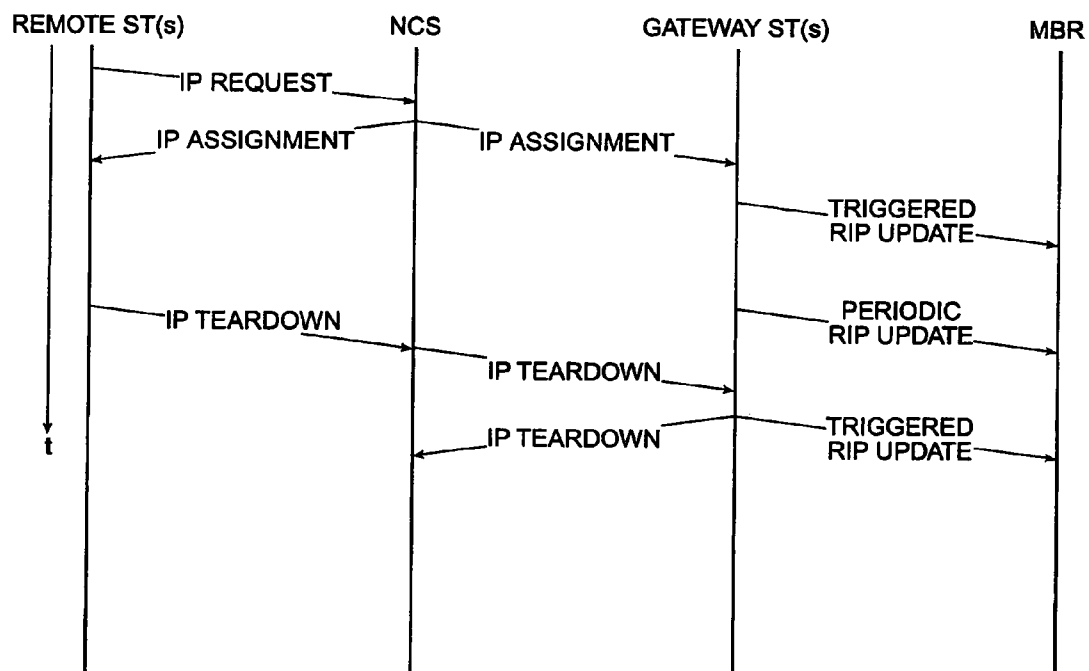 REMOTE ST(s)
NCS
GATEWAY ST(s)
MBR
IP REQUEST
IP ASSIGNMENT
IP ASSIGNMENT
TRIGGERED
RIP UPDATE
IP TEARDOWN
PERIODIC
RIP UPDATE
IP TEARDOWN
IP TEARDOWN
TRIGGERED
RIP UPDATE
t